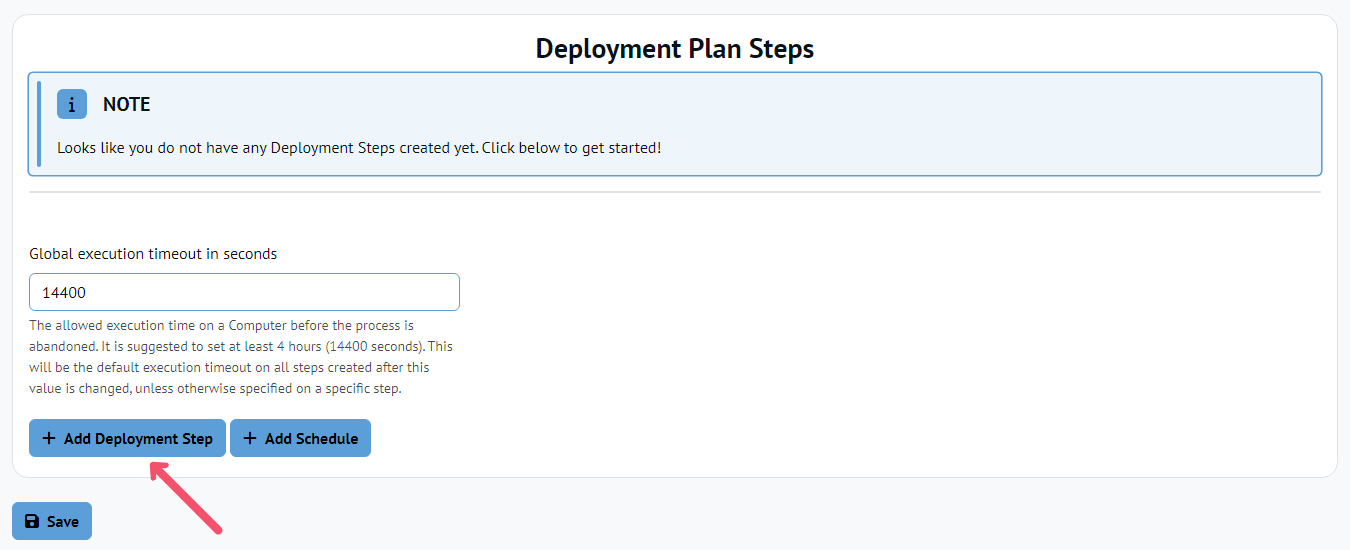 Deployment Plan Steps
NOTE
Looks like you do not have any Deployment Steps created yet. Click below to get started!
Global execution timeout in seconds
14400
The allowed execution time on a Computer before the process is
abandoned. It is suggested to set at least 4 hours (14400 seconds). This
will be the default execution timeout on all steps created after this
value is changed, unless otherwise specified on a specific step.
+ Add Deployment Step + Add Schedule
Save